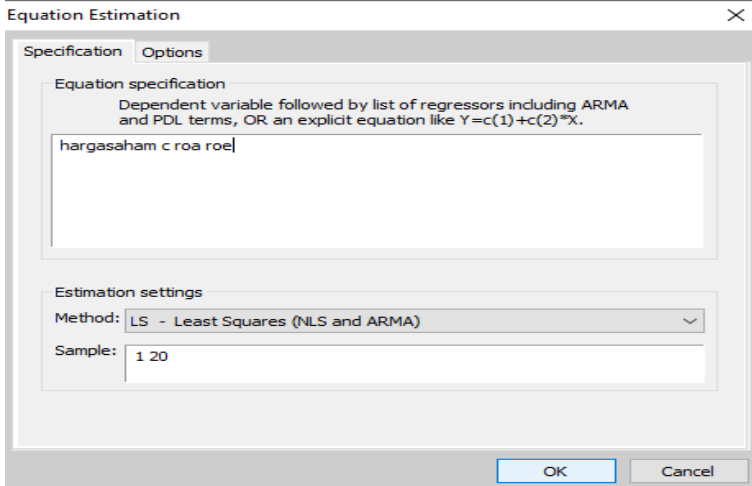 Equation Estimation
Specification Options
Equation specification
Dependent variable followed by list of regressors including ARMA
and PDL terms, OR an explicit equation like Y=c(1)+c(2)*X.
hargasaham c roa roe
Estimation settings
Method: LS - Least Squares (NLS and ARMA)
Sample: 1 20
OK Cancel